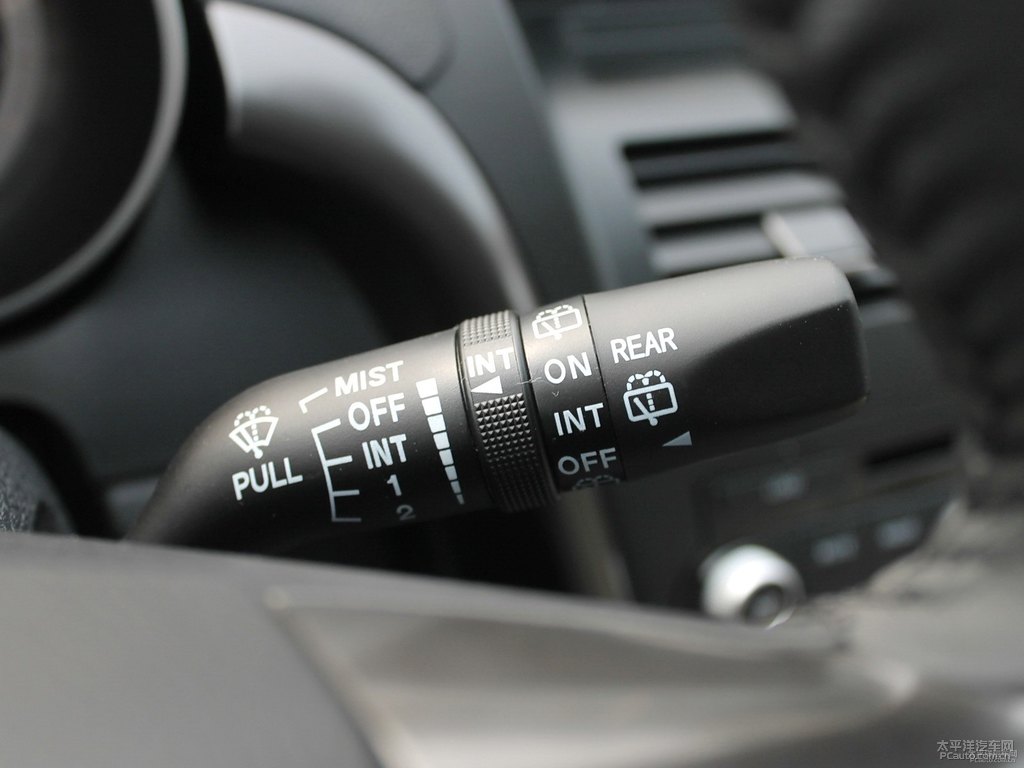 MIST
OFF
INT
1
2
PULL
INT
ON
INT
OFF
REAR
太平洋汽车网
PCauto.com.cn